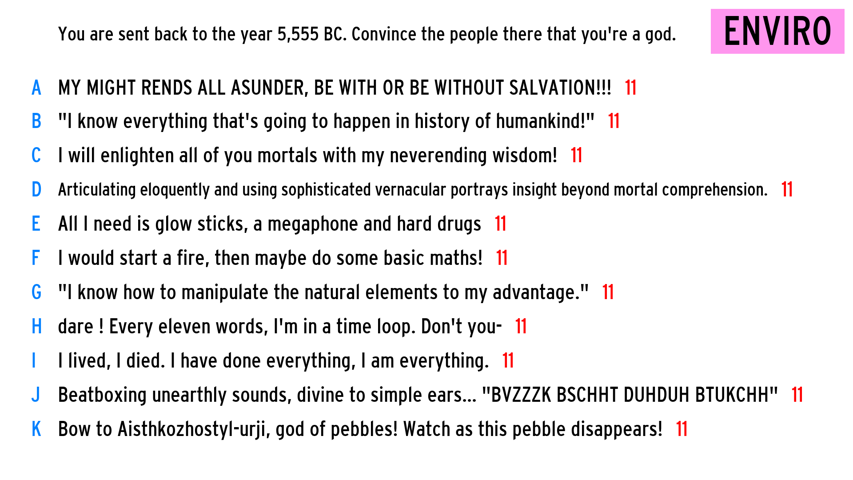 You are sent back to the year 5,555 BC. Convince the people there that you're a god.
ENVIRO
A MY MIGHT RENDS ALL ASUNDER, BE WITH OR BE WITHOUT SALVATION!!! 11
B "I know everything that's going to happen in history of humankind!" 11
C I will enlighten all of you mortals with my neverending wisdom! 11
D Articulating eloquently and using sophisticated vernacular portrays insight beyond mortal comprehension. 11
E All I need is glow sticks, a megaphone and hard drugs 11
F I would start a fire, then maybe do some basic maths! 11
G "I know how to manipulate the natural elements to my advantage." 11
H dare ! Every eleven words, I'm in a time loop. Don't you- 11
I I lived, I died. I have done everything, I am everything. 11
J Beatboxing unearthly sounds, divine to simple ears... "BVZZZK BSCHHT DUHDUH BTUKCHH" 11
K Bow to Aisthkozhostyl-urji, god of pebbles! Watch as this pebble disappears! 11